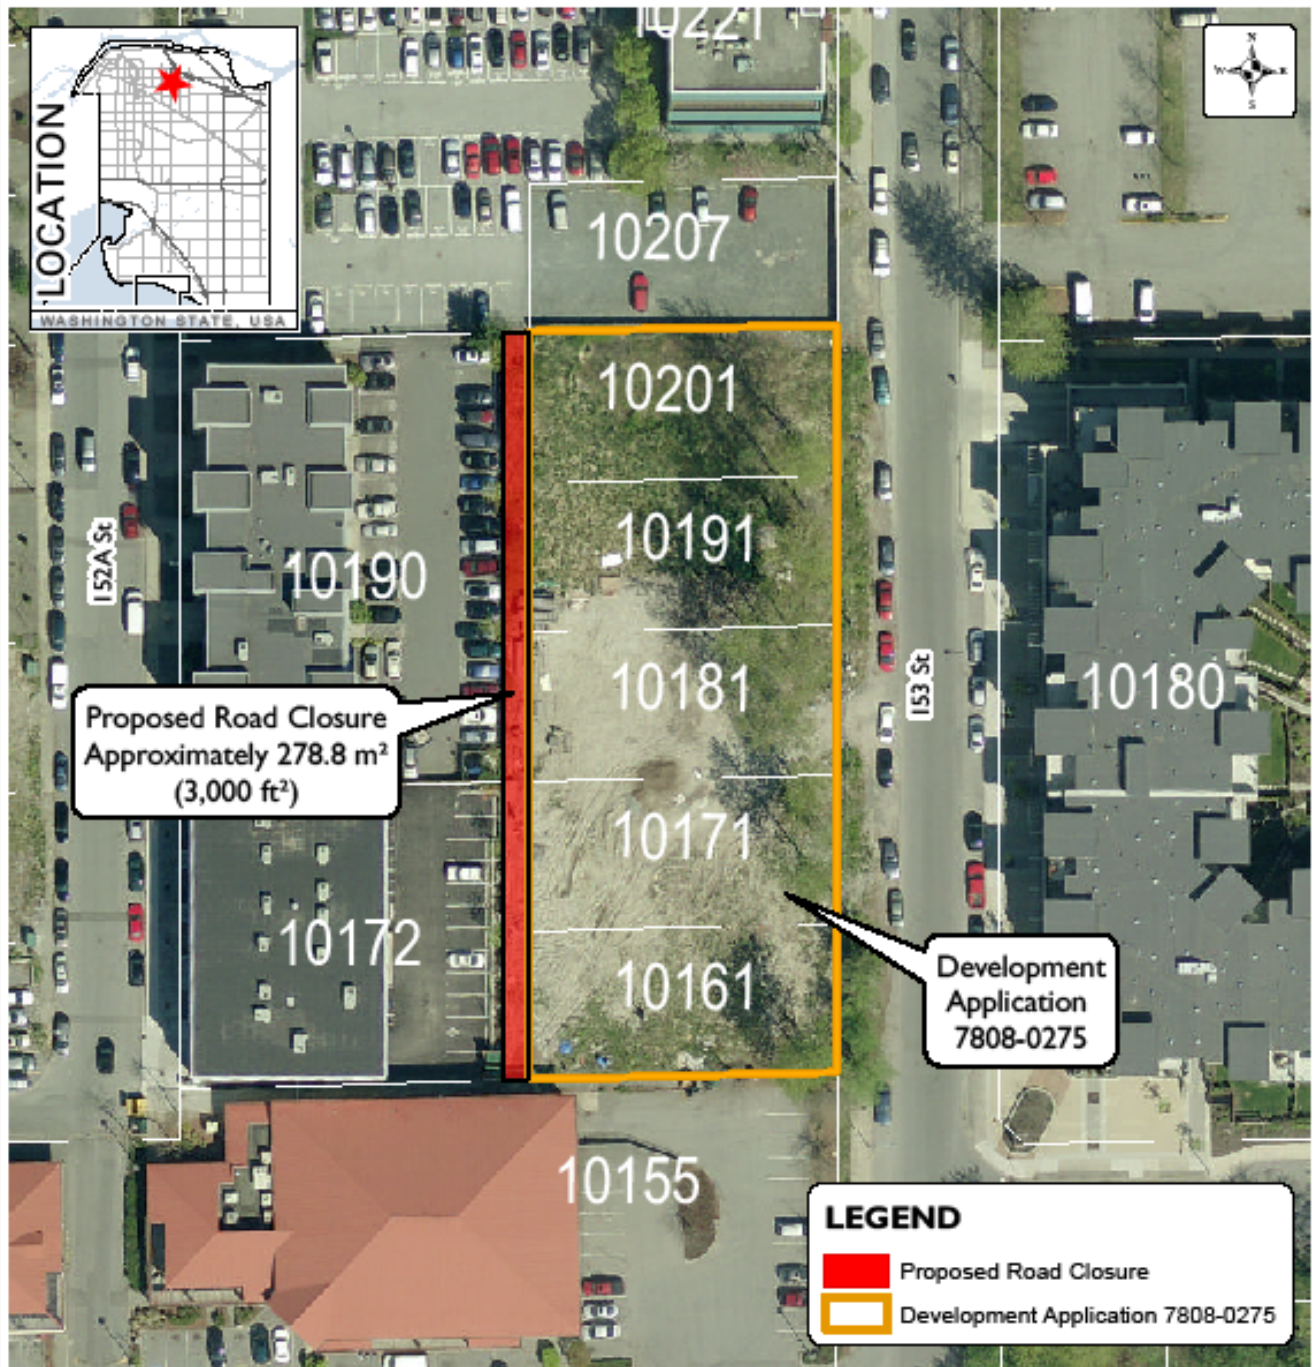 10221
LOCATION
WASHINGTON STATE, USA
N
W E
S
10207
10201
10191
152A St
10190
10181
153 St
10180
Proposed Road Closure
Approximately 278.8 m²
(3,000 ft²)
10171
10172
10161
Development
Application
7808-0275
10155
LEGEND
Proposed Road Closure
Development Application 7808-0275